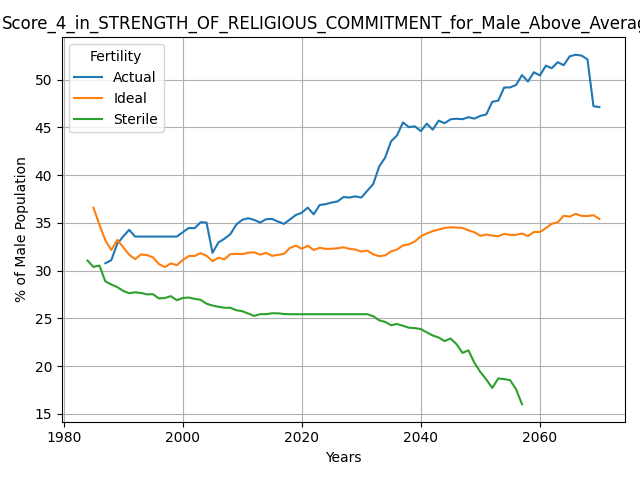 Score_4_in_STRENGTH_OF_RELIGIOUS_COMMITMENT_for_Male_Above_Averag
Fertility
Actual
Ideal
Sterile
% of Male Population
50
45
40
35
30
25
20
15
1980
2000
2020
2040
2060
Years